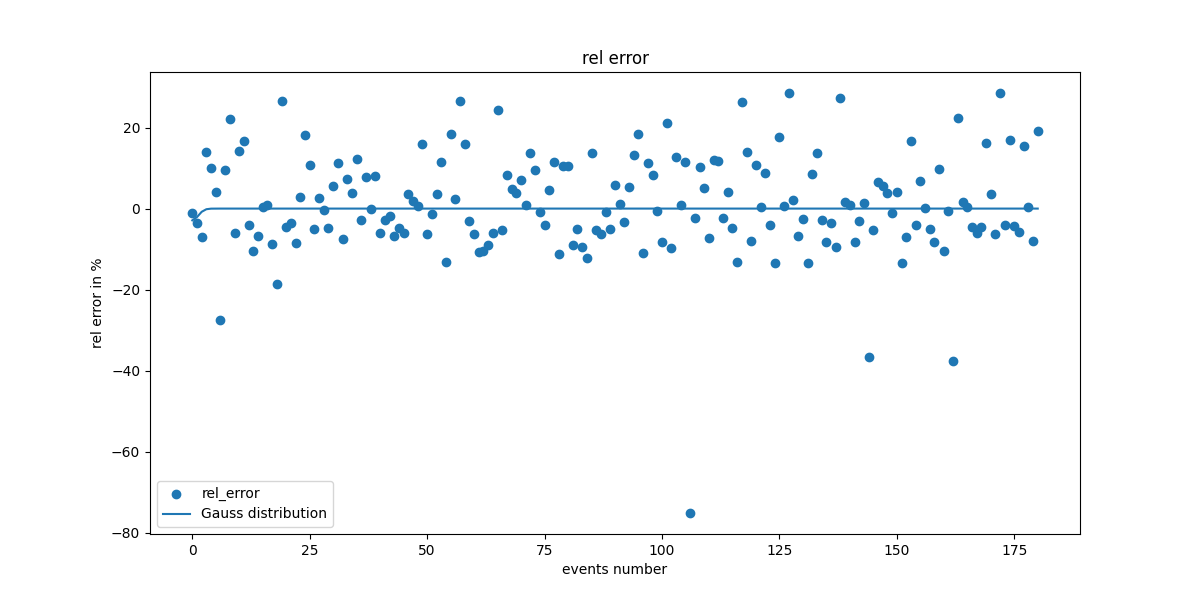 rel error
rel error in %
20
0
−20
−40
−60
−80
rel_error
Gauss distribution
0 25 50 75 100 125 150 175
events number